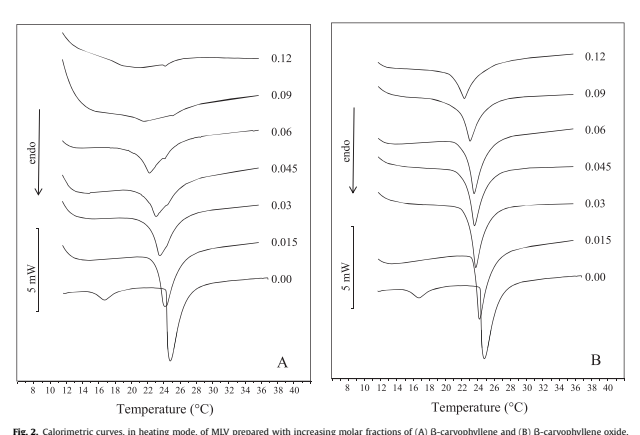 0.12
0.09
0.06
0.045
0.03
0.015
0.00
endo
5 mW
A
8 10 12 14 16 18 20 22 24 26 28 30 32 34 36 38 40
Temperature (°C)
0.12
0.09
0.06
0.045
0.03
0.015
0.00
endo
5 mW
B
8 10 12 14 16 18 20 22 24 26 28 30 32 34 36 38 40
Temperature (°C)
Fig. 2. Calorimetric curves, in heating mode, of MLV prepared with increasing molar fractions of (A) β-caryophyllene and (B) β-caryophyllene oxide.